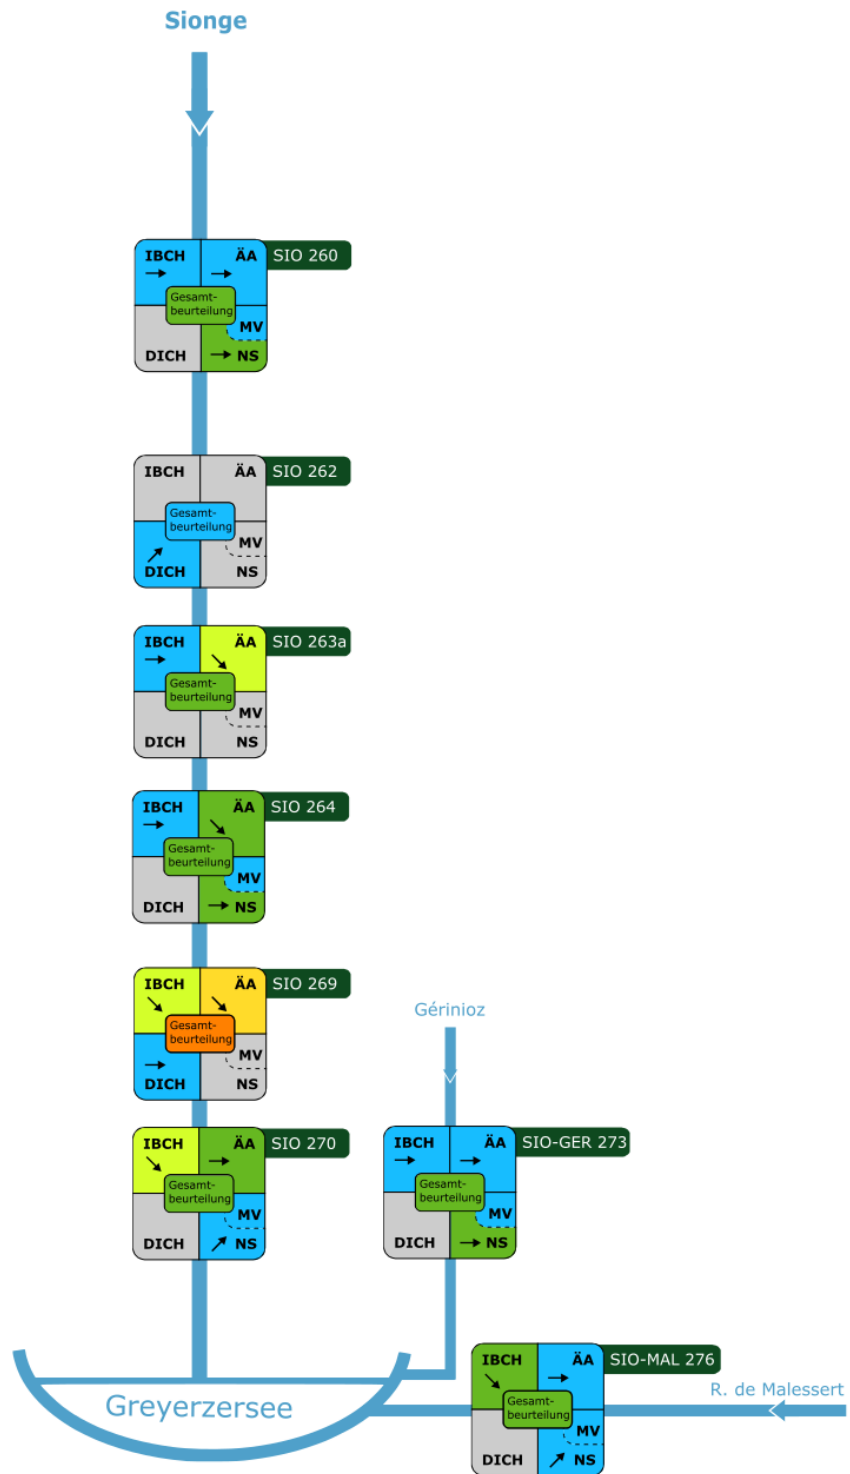 Sionge
IBCH ÄA SIO 260
Gesamt-
beurteilung
MV
DICH NS
IBCH ÄA SIO 262
Gesamt-
beurteilung
MV
DICH NS
IBCH ÄA SIO 263a
Gesamt-
beurteilung
MV
DICH NS
IBCH ÄA SIO 264
Gesamt-
beurteilung
MV
DICH NS
IBCH ÄA SIO 269
Gesamt-
beurteilung
MV
DICH NS
Gérinioz
IBCH ÄA SIO 270
Gesamt-
beurteilung
MV
DICH NS
IBCH ÄA SIO-GER 273
Gesamt-
beurteilung
MV
DICH NS
IBCH ÄA SIO-MAL 276
Gesamt-
beurteilung
MV
DICH NS
R. de Malessert
Greyerzersee